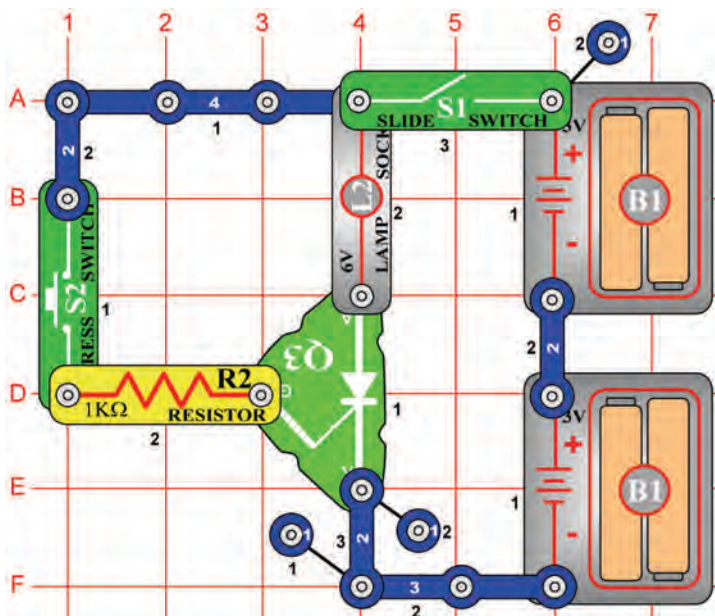 1 2 3 4 5 6 7
2 1
A
4
1
S1
SLIDE SWITCH
3
3V
+
2 2
B
L2
LAMP SOCK
6V
2
1
-
B1
S2
RESS SWITCH
1
C
Q3
2 2
D
R2
1KΩ
RESISTOR
2
1
3V
+
E
1
-
B1
1
1
3 2
1 2
F
3
2